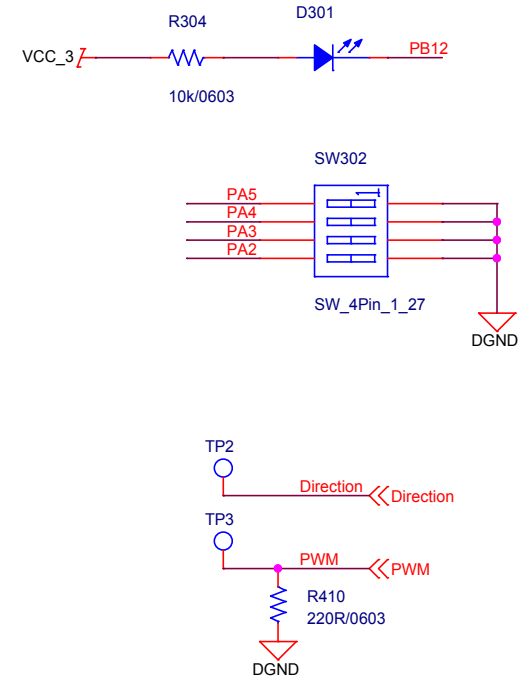 D301
R304
VCC_3
PB12
10k/0603
SW302
PA5
PA4
PA3
PA2
1
SW_4Pin_1_27
DGND
TP2
Direction
Direction
TP3
PWM
PWM
R410
220R/0603
DGND